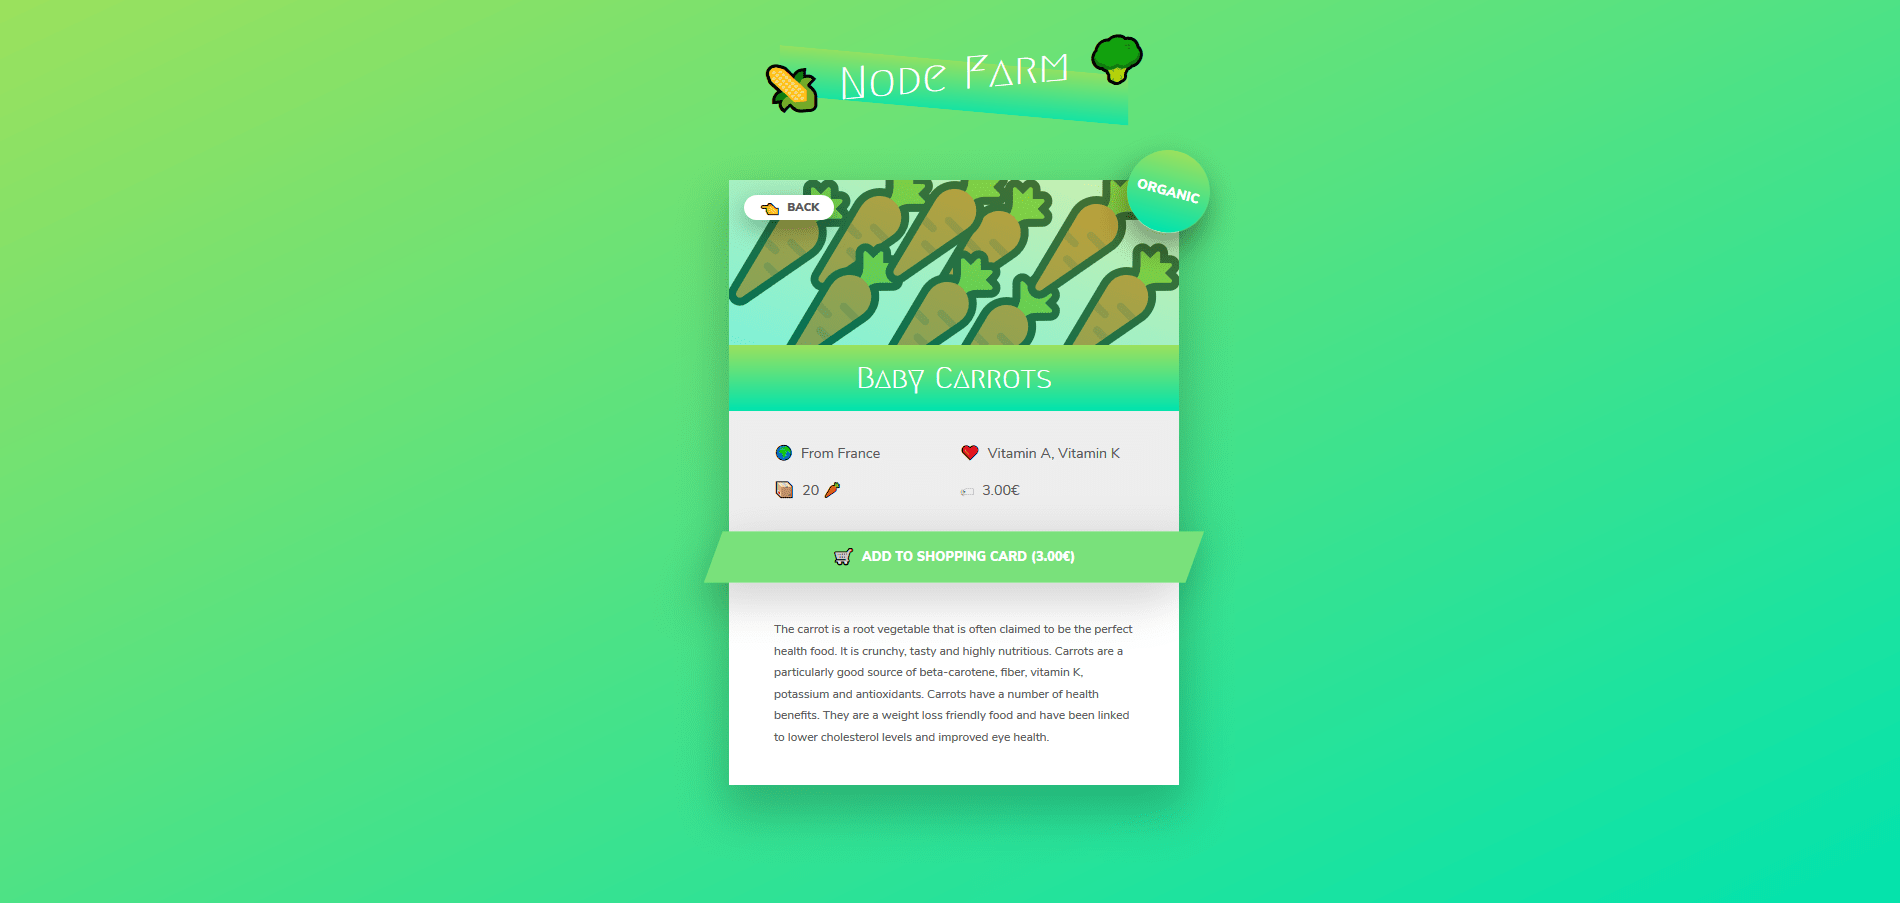 🌽 Node Farm 🥦
ORGANIC
👈 BACK
Baby Carrots
🌍 From France
❤️ Vitamin A, Vitamin K
📦 20 🥕
🏷 3.00€
🛒 ADD TO SHOPPING CARD (3.00€)
The carrot is a root vegetable that is often claimed to be the perfect
health food. It is crunchy, tasty and highly nutritious. Carrots are a
particularly good source of beta-carotene, fiber, vitamin K,
potassium and antioxidants. Carrots have a number of health
benefits. They are a weight loss friendly food and have been linked
to lower cholesterol levels and improved eye health.